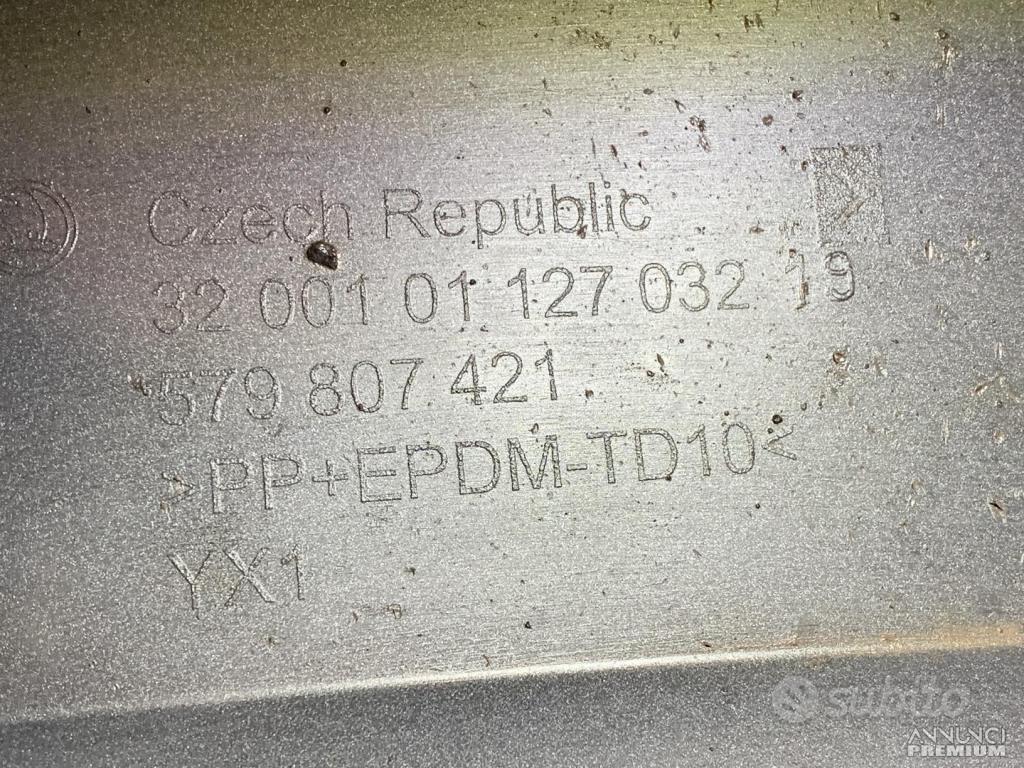 Czech Republic
32 001 01 127 032 19
579 807 421
>PP+EPDM-TD10<
YX1
subito
ANNUNCI
PREMIUM